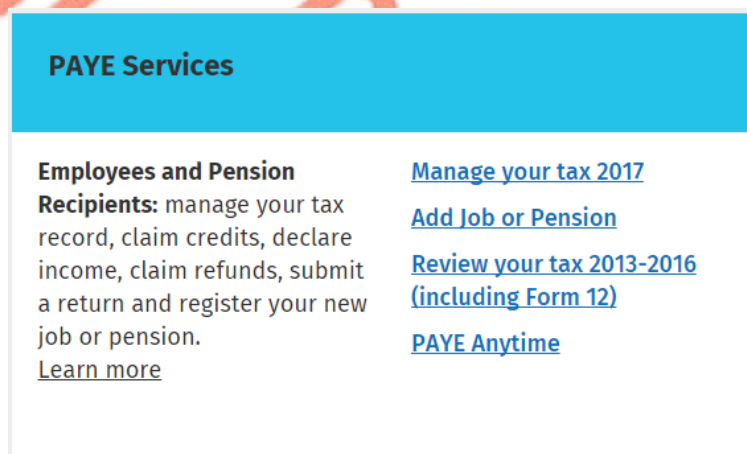 PAYE Services
Employees and Pension
Recipients: manage your tax
record, claim credits, declare
income, claim refunds, submit
a return and register your new
job or pension.
Learn more
Manage your tax 2017
Add Job or Pension
Review your tax 2013-2016
(including Form 12)
PAYE Anytime